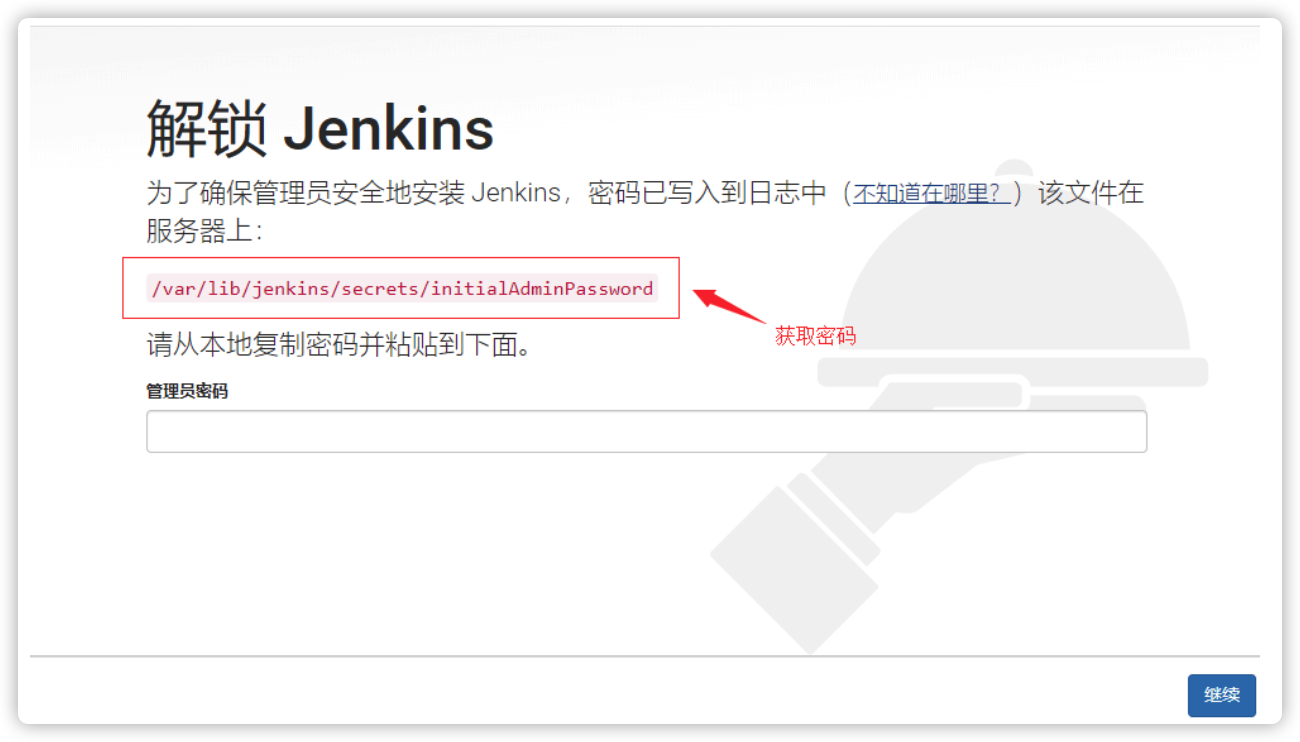 解锁 Jenkins
为了确保管理员安全地安装 Jenkins，密码已写入到日志中（不知道在哪里？）该文件在
服务器上：
/var/lib/jenkins/secrets/initialAdminPassword
获取密码
请从本地复制密码并粘贴到下面。
管理员密码
继续